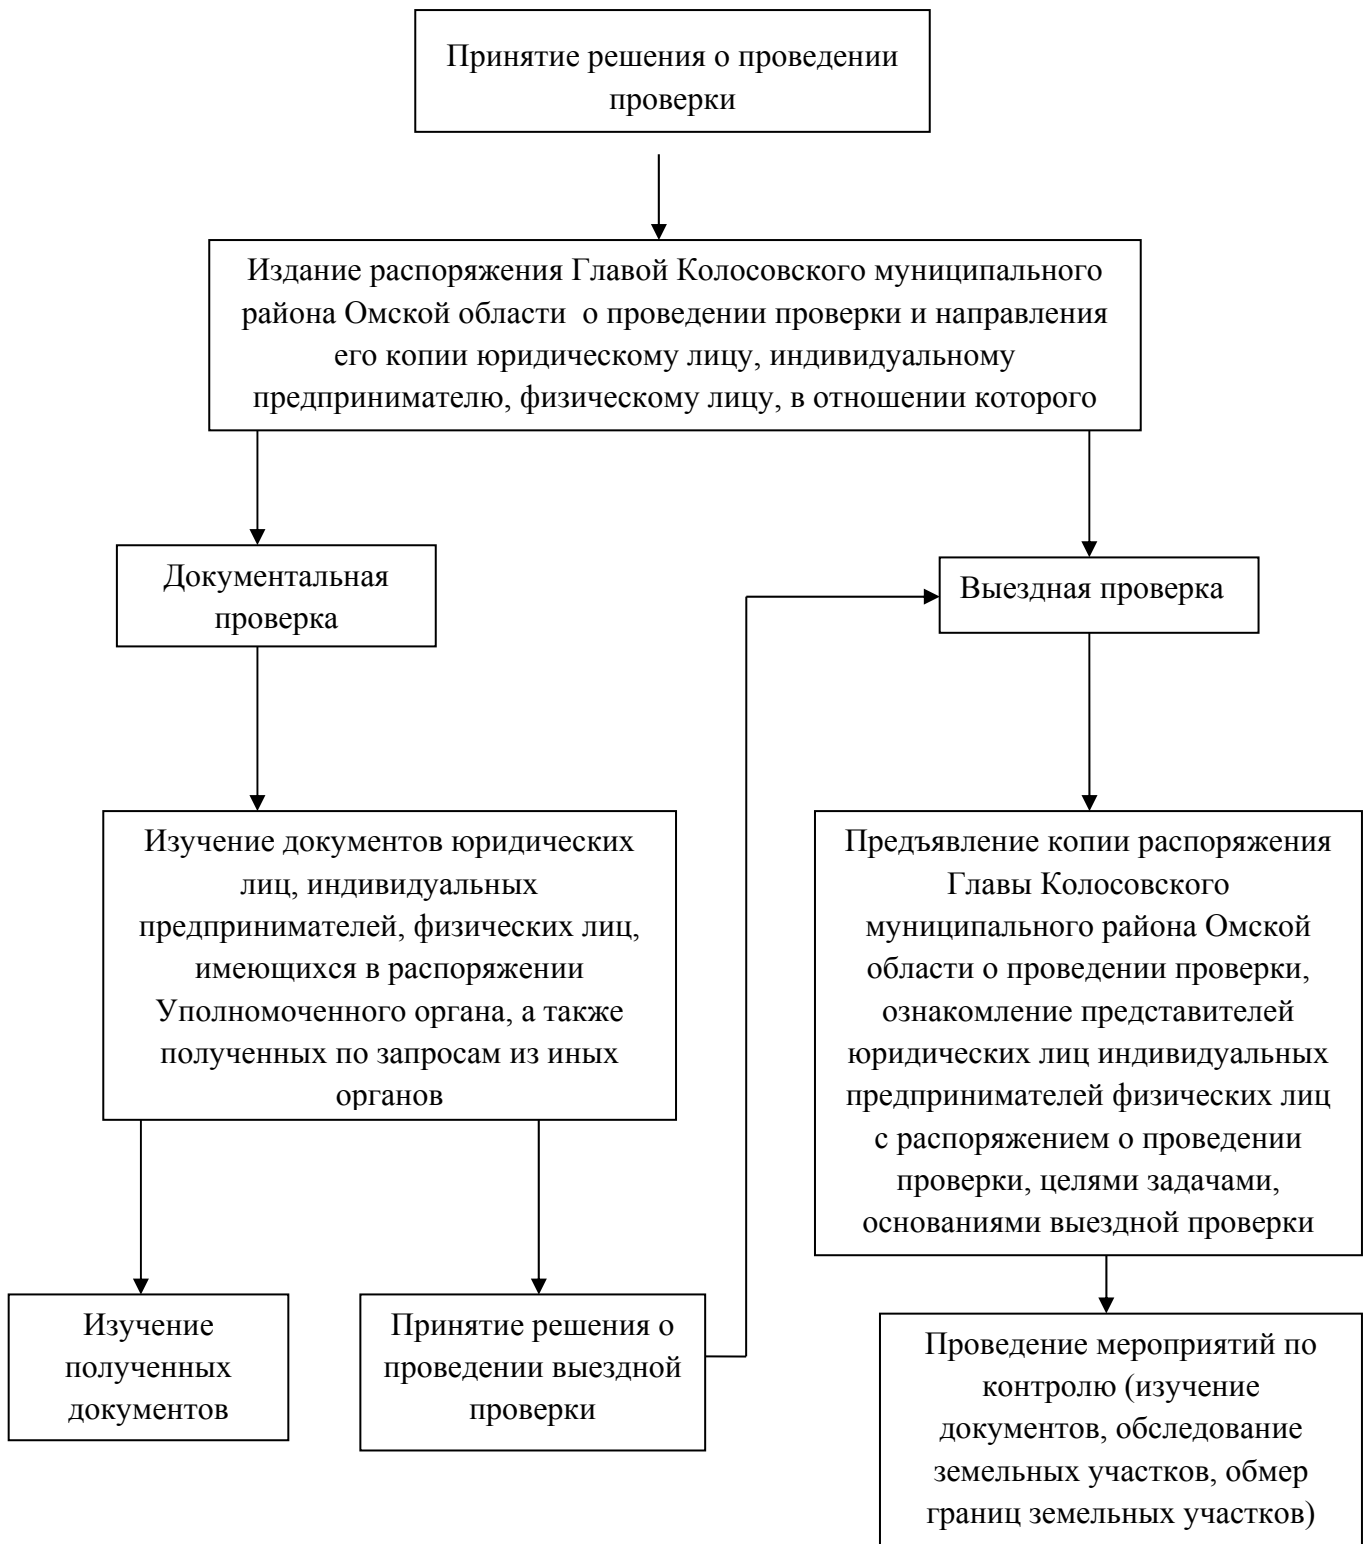 Принятие решения о проведении
проверки
Издание распоряжения Главой Колосовского муниципального
района Омской области о проведении проверки и направления
его копии юридическому лицу, индивидуальному
предпринимателю, физическому лицу, в отношении которого
Документальная
проверка
Выездная проверка
Изучение документов юридических
лиц, индивидуальных
предпринимателей, физических лиц,
имеющихся в распоряжении
Уполномоченного органа, а также
полученных по запросам из иных
органов
Предъявление копии распоряжения
Главы Колосовского
муниципального района Омской
области о проведении проверки,
ознакомление представителей
юридических лиц индивидуальных
предпринимателей физических лиц
с распоряжением о проведении
проверки, целями задачами,
основаниями выездной проверки
Изучение
полученных
документов
Принятие решения о
проведении выездной
проверки
Проведение мероприятий по
контролю (изучение
документов, обследование
земельных участков, обмер
границ земельных участков)